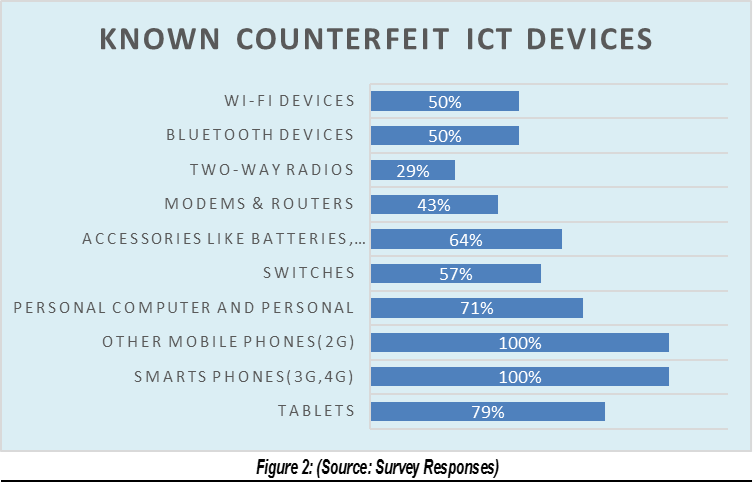 KNOWN COUNTERFEIT ICT DEVICES
WI-FI DEVICES 50%
BLUETOOTH DEVICES 50%
TWO-WAY RADIOS 29%
MODEMS & ROUTERS 43%
ACCESSORIES LIKE BATTERIES,... 64%
SWITCHES 57%
PERSONAL COMPUTER AND PERSONAL 71%
OTHER MOBILE PHONES(2G) 100%
SMARTS PHONES(3G,4G) 100%
TABLETS 79%
Figure 2: (Source: Survey Responses)